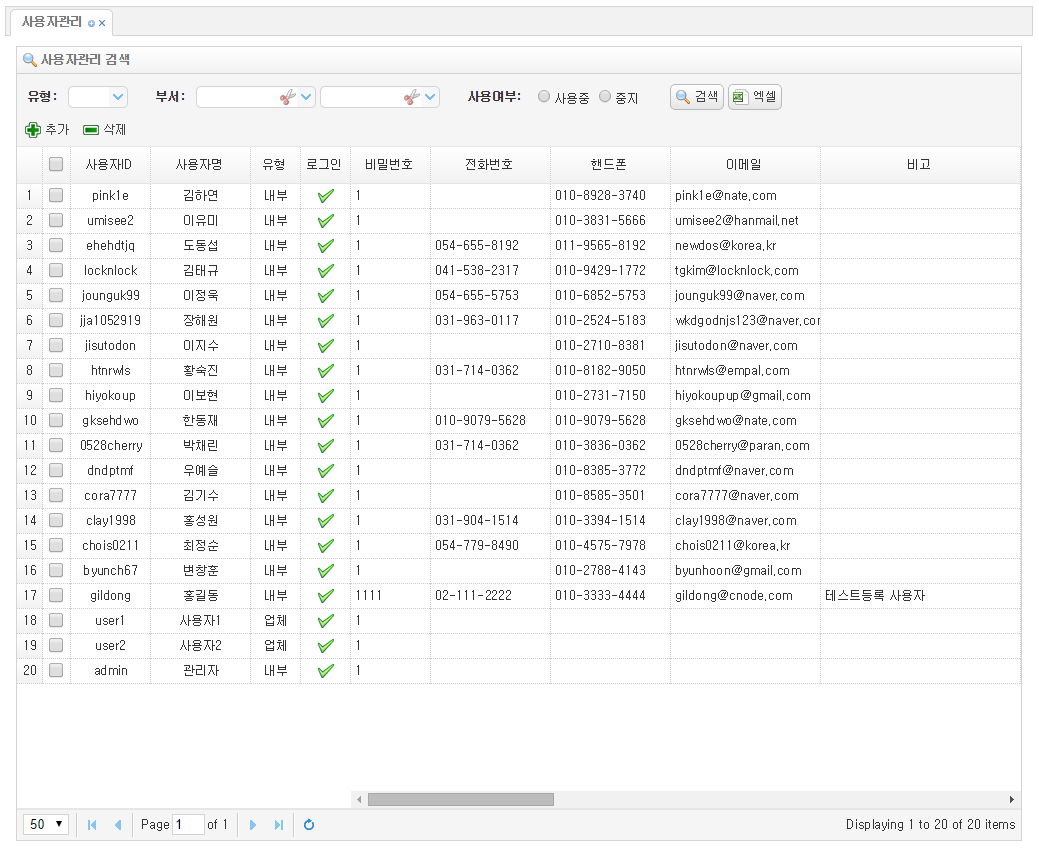 사용자관리
사용자관리 검색
유형: 부서: 사용여부: 사용중 중지 검색 엑셀
추가 삭제
사용자ID 사용자명 유형 로그인 비밀번호 전화번호 핸드폰 이메일 비고
1 pink1e 김하연 내부 1 010-8928-3740 pink1e@nate.com
2 umisee2 이유미 내부 1 010-3831-5666 umisee2@hanmail.net
3 ehehdtjq 도동섭 내부 1 054-655-8192 011-9565-8192 newdos@korea.kr
4 locknlock 김태규 내부 1 041-538-2317 010-9429-1772 tgkim@locknlock.com
5 jounguk99 이정욱 내부 1 054-655-5753 010-6852-5753 jounguk99@naver.com
6 jja1052919 장해원 내부 1 031-963-0117 010-2524-5183 wkdgodnjs123@naver.cor
7 jisutodon 이지수 내부 1 010-2710-8381 jisutodon@naver.com
8 htnrwls 황숙진 내부 1 031-714-0362 010-8182-9050 htnrwls@empal.com
9 hiyokoup 이보현 내부 1 010-2731-7150 hiyokoupup@gmail.com
10 gksehdwo 한동재 내부 1 010-9079-5628 010-9079-5628 gksehdwo@nate.com
11 0528cherry 박채린 내부 1 031-714-0362 010-3836-0362 0528cherry@paran.com
12 dndptmf 우예슬 내부 1 010-8385-3772 dndptmf@naver.com
13 cora7777 김기수 내부 1 010-8585-3501 cora7777@naver.com
14 clay1998 홍성원 내부 1 031-904-1514 010-3394-1514 clay1998@naver.com
15 chois0211 최정순 내부 1 054-779-8490 010-4575-7978 chois0211@korea.kr
16 byunch67 변창훈 내부 1 010-2788-4143 byunhoon@gmail.com
17 gildong 홍길동 내부 1111 02-111-2222 010-3333-4444 gildong@cnode.com 테스트등록 사용자
18 user1 사용자1 업체 1
19 user2 사용자2 업체 1
20 admin 관리자 내부 1
50 Page 1 of 1 Displaying 1 to 20 of 20 items